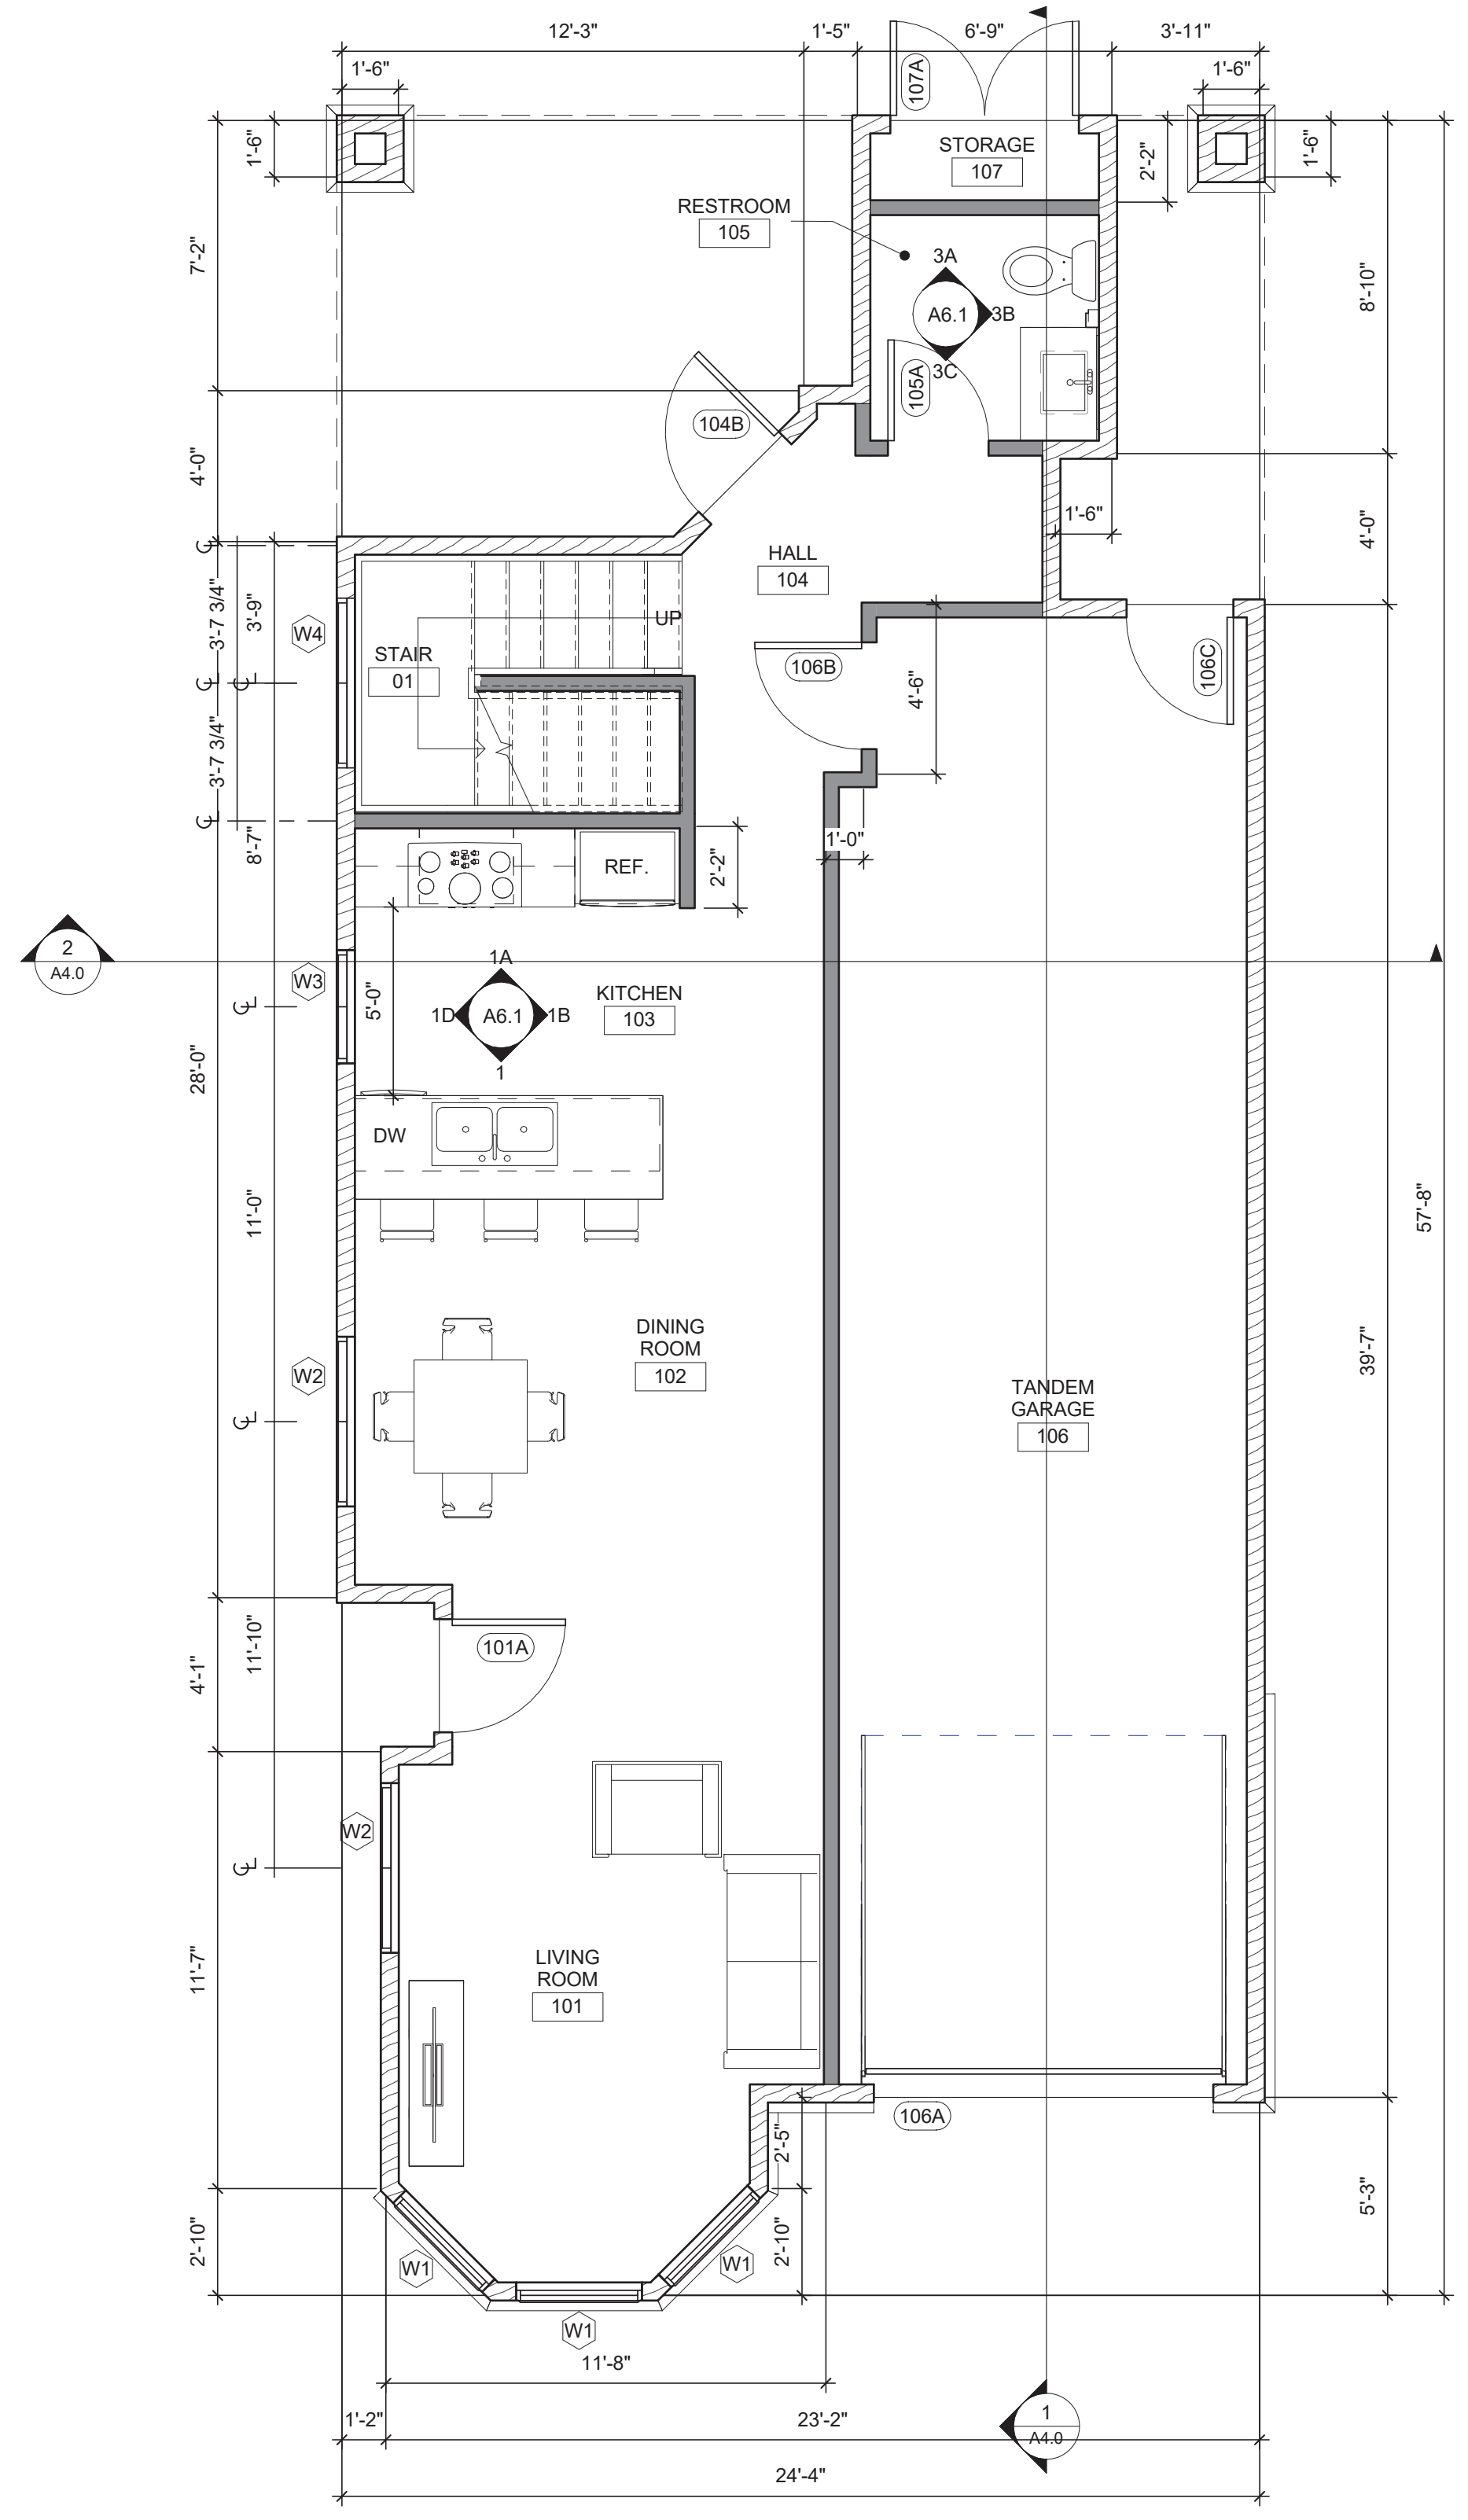 12'-3"
1'-5"
6'-9"
3'-11"
1'-6"
1'-6"
107A
1'-6"
STORAGE
107
2'-2"
1'-6"
RESTROOM
105
7'-2"
3A
A6.1
3B
3C
8'-10"
105A
104B
4'-0"
1'-6"
4'-0"
HALL
104
3'-7 3/4"
3'-9"
W4
UP
STAIR
01
106B
106C
4'-6"
3'-7 3/4"
8'-7"
1'-0"
REF.
2'-2"
2
A4.0
1A
W3
KITCHEN
103
5'-0"
1D
A6.1
1B
1
28'-0"
DW
11'-0"
57'-8"
DINING
ROOM
102
W2
39'-7"
TANDEM
GARAGE
106
11'-10"
101A
4'-1"
W2
11'-7"
LIVING
ROOM
101
106A
2'-5"
5'-3"
2'-10"
2'-10"
W1
W1
W1
11'-8"
1'-2"
23'-2"
1
A4.0
24'-4"